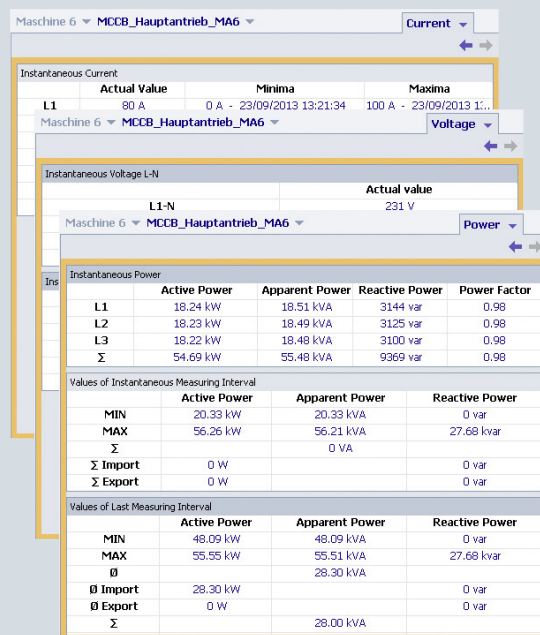 Maschine 6 MCCB_Hauptantrieb_MA6 Current
Instantaneous Current
Actual Value Minima Maxima
L1 80 A 0 A - 23/09/2013 13:21:34 100 A - 23/09/2013 13:..
Maschine 6 MCCB_Hauptantrieb_MA6 Voltage
Instantaneous Voltage L-N
Actual value
L1-N 231 V
Ins
Maschine 6 MCCB_Hauptantrieb_MA6 Power
Instantaneous Power
Active Power Apparent Power Reactive Power Power Factor
L1 18.24 kW 18.51 kVA 3144 var 0.98
L2 18.23 kW 18.49 kVA 3125 var 0.98
L3 18.22 kW 18.48 kVA 3100 var 0.98
Σ 54.69 kW 55.48 kVA 9369 var 0.98
Values of Instantaneous Measuring Interval
Active Power Apparent Power Reactive Power
MIN 20.33 kW 20.33 kVA 0 var
MAX 56.26 kW 56.21 kVA 27.68 kvar
Σ 0 VA
Σ Import 0 W 0 var
Σ Export 0 W 0 var
Values of Last Measuring Interval
Active Power Apparent Power Reactive Power
MIN 48.09 kW 48.09 kVA 0 var
MAX 55.55 kW 55.51 kVA 27.68 kvar
Ø 28.30 kVA
Ø Import 28.30 kW 0 var
Ø Export 0 W 0 var
Σ 28.00 kVA